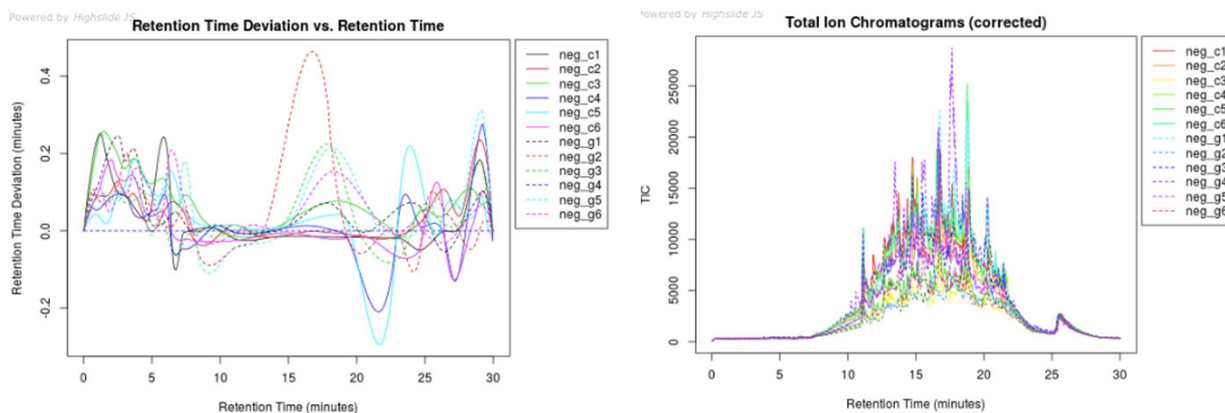 Powered by Highslide JS
Retention Time Deviation vs. Retention Time
Retention Time Deviation (minutes)
0.4
0.2
0.0
-0.2
0 5 10 15 20 25 30
Retention Time (minutes)
neg_c1
neg_c2
neg_c3
neg_c4
neg_c5
neg_c6
neg_g1
neg_g2
neg_g3
neg_g4
neg_g5
neg_g6
Powered by Highslide JS
Total Ion Chromatograms (corrected)
TIC
25000
20000
15000
10000
5000
0
0 5 10 15 20 25 30
Retention Time (minutes)
neg_c1
neg_c2
neg_c3
neg_c4
neg_c5
neg_c6
neg_g1
neg_g2
neg_g3
neg_g4
neg_g5
neg_g6